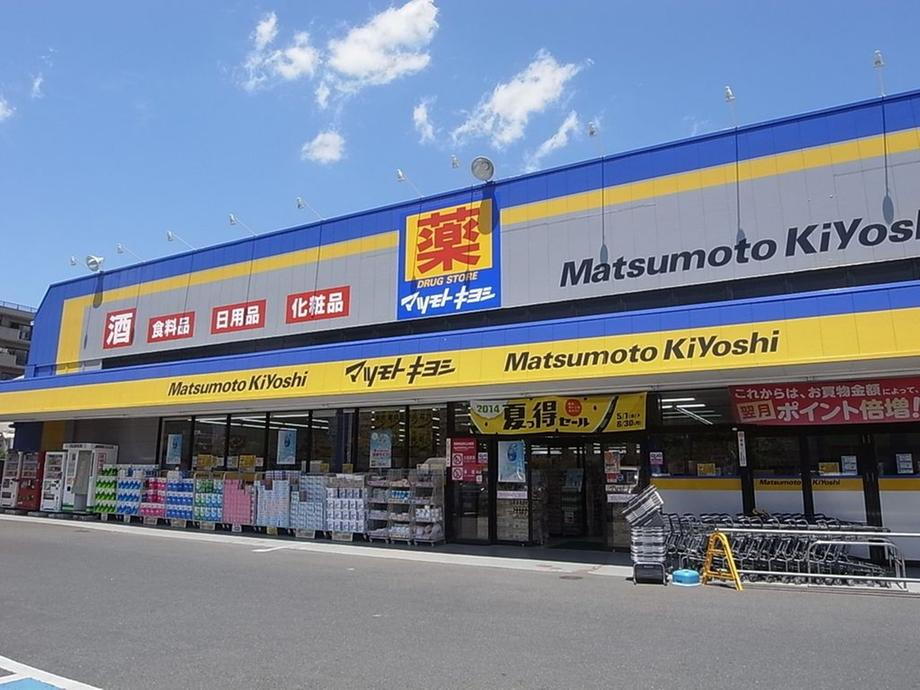 薬
DRUG STORE
マツモトキヨシ
Matsumoto KiYos
酒
食料品
日用品
化粧品
Matsumoto KiYoshi
マツモトキヨシ
Matsumoto KiYoshi
2014
夏得セール
5/1
8/30
これからは、お買物金額によって
翌月ポイント倍増
Matsumoto KiYoshi